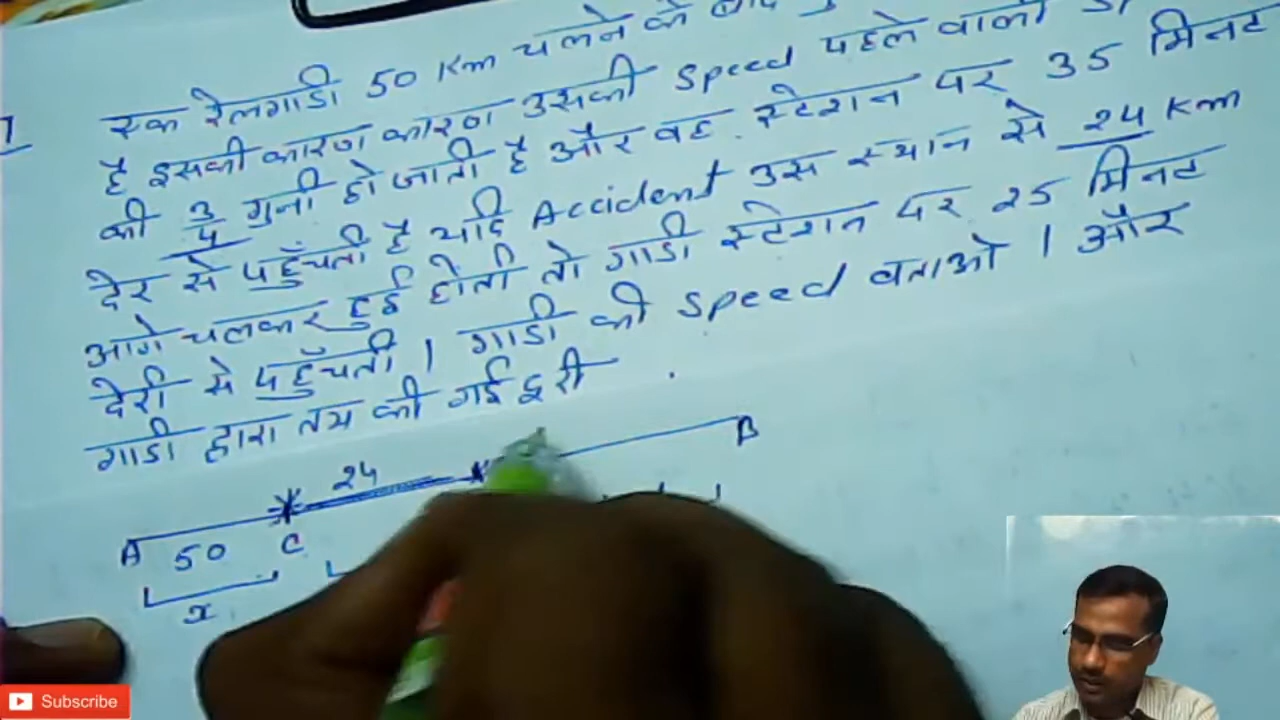 एक रेलगाडी 50 Km चलने के बाद
है इसकी कारण कारण उसकी speed पहले वाली
की 3/4 गुनी हो जाती है और वह स्टेशन पर 35 मिनट
देर से पहुँचती है यदि Accident उस स्थान से 24 Km
आगे चलकर हुई होती तो गाडी स्टेशन पर 25 मिनट
देरी से पहुँचती । गाडी की speed बताओ । और
गाडी द्वारा तय की गई दूरी
24
A 50 C B
x
Subscribe